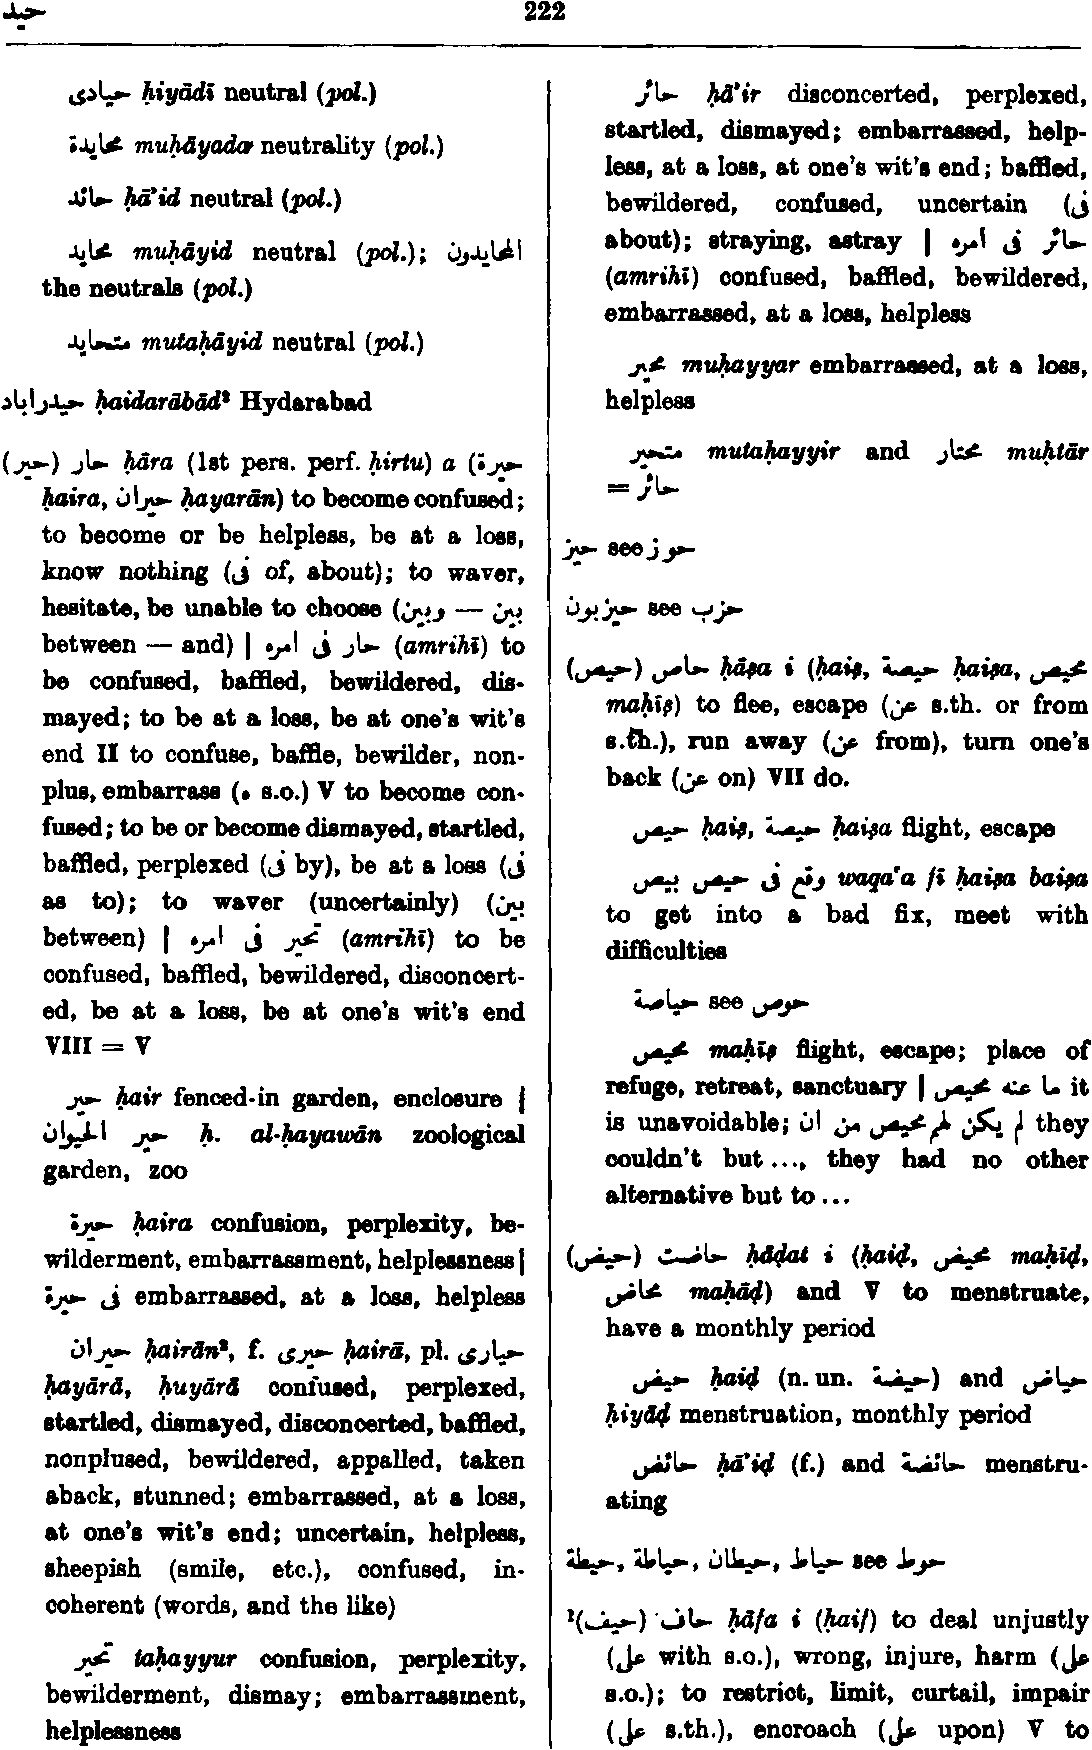 حيد 222
حيادى ḥiyādī neutral (pol.)
محايدة muḥāyada neutrality (pol.)
حائد ḥā'id neutral (pol.)
محايد muḥāyid neutral (pol.); المحايدون
the neutrals (pol.)
متحايد mutaḥāyid neutral (pol.)
حيدراباد ḥaidarābād² Hydarabad
(حير) حار ḥāra (1st pers. perf. ḥirtu) a (حيرة
ḥaira, حيران ḥayarān) to become confused;
to become or be helpless, be at a loss,
know nothing (فى of, about); to waver,
hesitate, be unable to choose (بين — وبين
between — and) | حار فى امره (amrihī) to
be confused, baffled, bewildered, dis-
mayed; to be at a loss, be at one's wit's
end II to confuse, baffle, bewilder, non-
plus, embarrass (ه s.o.) V to become con-
fused; to be or become dismayed, startled,
baffled, perplexed (فى by), be at a loss (فى
as to); to waver (uncertainly) (بين
between) | تحير فى امره (amrihī) to be
confused, baffled, bewildered, disconcert-
ed, be at a loss, be at one's wit's end
VIII = V
حير ḥair fenced-in garden, enclosure |
حير الحيوان ḥ. al-ḥayawān zoological
garden, zoo
حيرة ḥaira confusion, perplexity, be-
wilderment, embarrassment, helplessness |
فى حيرة embarrassed, at a loss, helpless
حيران ḥairān², f. حيرى ḥairā, pl. حيارى
ḥayārā, ḥuyārā confused, perplexed,
startled, dismayed, disconcerted, baffled,
nonplused, bewildered, appalled, taken
aback, stunned; embarrassed, at a loss,
at one's wit's end; uncertain, helpless,
sheepish (smile, etc.), confused, in-
coherent (words, and the like)
تحير taḥayyur confusion, perplexity,
bewilderment, dismay; embarrassment,
helplessness
حائر ḥā'ir disconcerted, perplexed,
startled, dismayed; embarrassed, help-
less, at a loss, at one's wit's end; baffled,
bewildered, confused, uncertain (فى
about); straying, astray | حائر فى امره
(amrihī) confused, baffled, bewildered,
embarrassed, at a loss, helpless
محير muḥayyar embarrassed, at a loss,
helpless
متحير mutaḥayyir and محتار muḥtār
= حائر
حيز see حوز
حيزبون see حزب
(حيص) حاص ḥāṣa i (ḥaiṣ, حيصة ḥaiṣa, محيص
maḥīṣ) to flee, escape (عن s.th. or from
s.th.), run away (عن from), turn one's
back (عن on) VII do.
حيص ḥaiṣ, حيصة ḥaiṣa flight, escape
وقع فى حيص بيص waqa'a fī ḥaiṣa baiṣa
to get into a bad fix, meet with
difficulties
حياصة see حوص
محيص maḥīṣ flight, escape; place of
refuge, retreat, sanctuary | ما عنه محيص it
is unavoidable; لم يكن لهم محيص من ان they
couldn't but ..., they had no other
alternative but to ...
(حيض) حاضت ḥāḍat i (ḥaiḍ, محيض maḥīḍ,
محاض maḥāḍ) and V to menstruate,
have a monthly period
حيض ḥaiḍ (n. un. حيضة) and حياض
ḥiyāḍ menstruation, monthly period
حائض ḥā'iḍ (f.) and حائضة menstru-
ating
حيطة, حياطة, حيطان, حياط see حوط
¹(حيف) حاف ḥāfa i (ḥaif) to deal unjustly
(على with s.o.), wrong, injure, harm (على
s.o.); to restrict, limit, curtail, impair
(على s.th.), encroach (على upon) V to